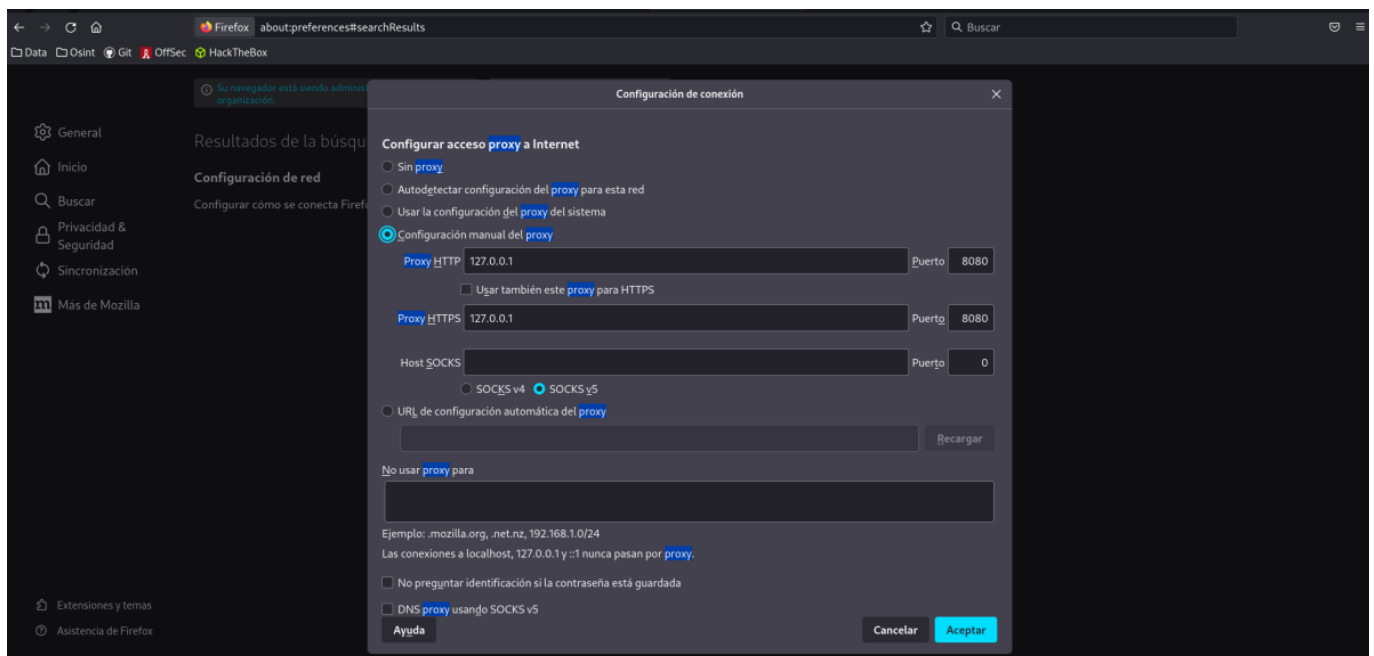 Firefox about:preferences#searchResults Buscar
Data Osint Git OffSec HackTheBox
Su navegador está siendo administ
organización.
Configuración de conexión
General
Inicio
Buscar
Privacidad &
Seguridad
Sincronización
Más de Mozilla
Extensiones y temas
Asistencia de Firefox
Resultados de la búsqu
Configuración de red
Configurar cómo se conecta Firef
Configurar acceso proxy a Internet
Sin proxy
Autodetectar configuración del proxy para esta red
Usar la configuración del proxy del sistema
Configuración manual del proxy
Proxy HTTP 127.0.0.1 Puerto 8080
Usar también este proxy para HTTPS
Proxy HTTPS 127.0.0.1 Puerto 8080
Host SOCKS Puerto 0
SOCKS v4 SOCKS v5
URL de configuración automática del proxy
Recargar
No usar proxy para
Ejemplo: .mozilla.org, .net.nz, 192.168.1.0/24
Las conexiones a localhost, 127.0.0.1 y ::1 nunca pasan por proxy.
No preguntar identificación si la contraseña está guardada
DNS proxy usando SOCKS v5
Ayuda Cancelar Aceptar